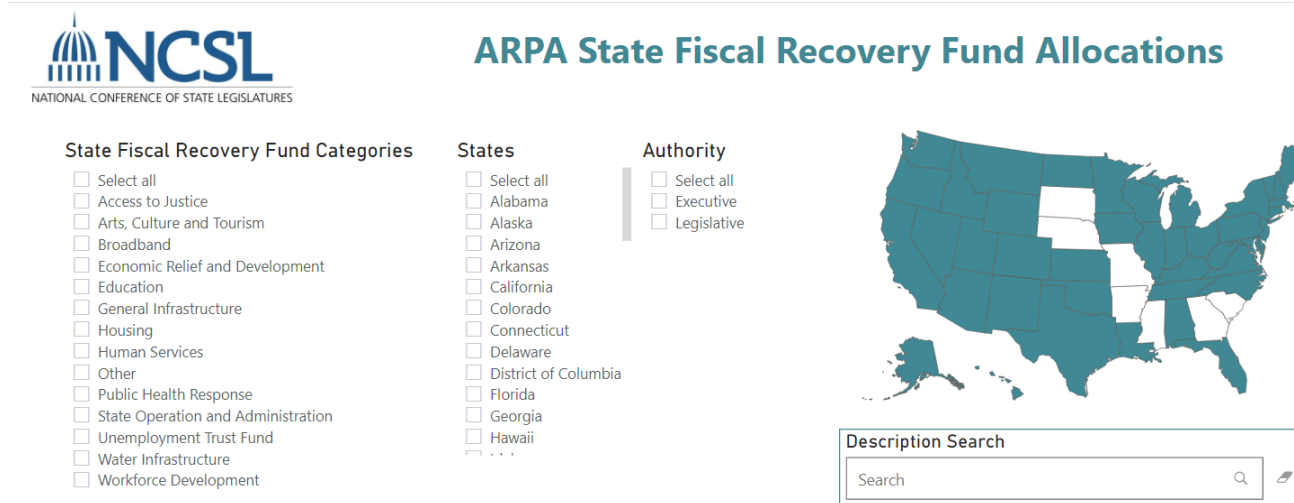 NCSL
NATIONAL CONFERENCE OF STATE LEGISLATURES
ARPA State Fiscal Recovery Fund Allocations
State Fiscal Recovery Fund Categories
Select all
Access to Justice
Arts, Culture and Tourism
Broadband
Economic Relief and Development
Education
General Infrastructure
Housing
Human Services
Other
Public Health Response
State Operation and Administration
Unemployment Trust Fund
Water Infrastructure
Workforce Development
States
Select all
Alabama
Alaska
Arizona
Arkansas
California
Colorado
Connecticut
Delaware
District of Columbia
Florida
Georgia
Hawaii
Authority
Select all
Executive
Legislative
Description Search
Search